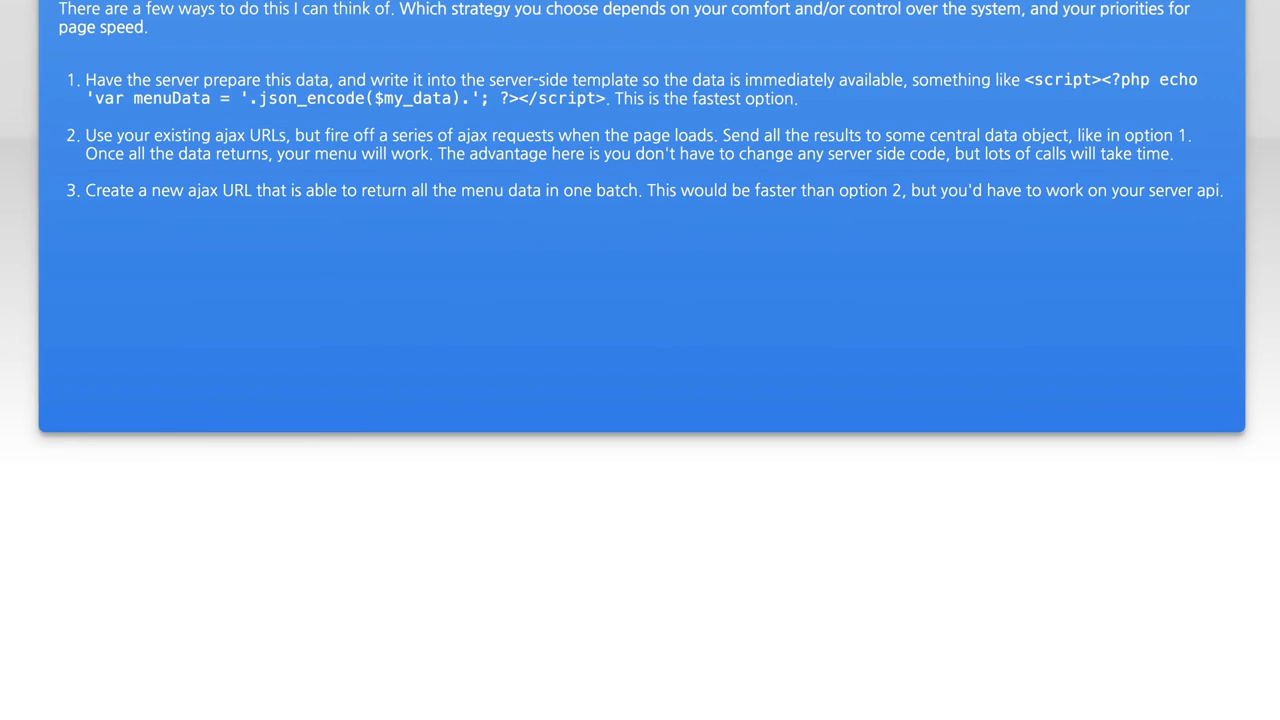 There are a few ways to do this I can think of. Which strategy you choose depends on your comfort and/or control over the system, and your priorities for
page speed.
1. Have the server prepare this data, and write it into the server-side template so the data is immediately available, something like <script><?php echo
'var menuData = '.json_encode($my_data).'; ?></script>. This is the fastest option.
2. Use your existing ajax URLs, but fire off a series of ajax requests when the page loads. Send all the results to some central data object, like in option 1.
Once all the data returns, your menu will work. The advantage here is you don't have to change any server side code, but lots of calls will take time.
3. Create a new ajax URL that is able to return all the menu data in one batch. This would be faster than option 2, but you'd have to work on your server api.